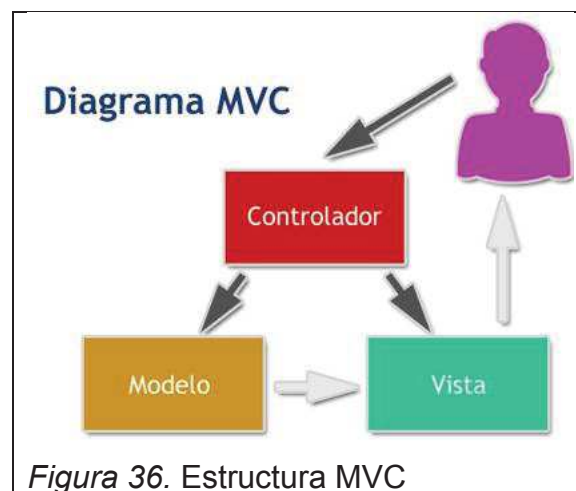 Diagrama MVC
Controlador
Modelo
Vista
Figura 36. Estructura MVC